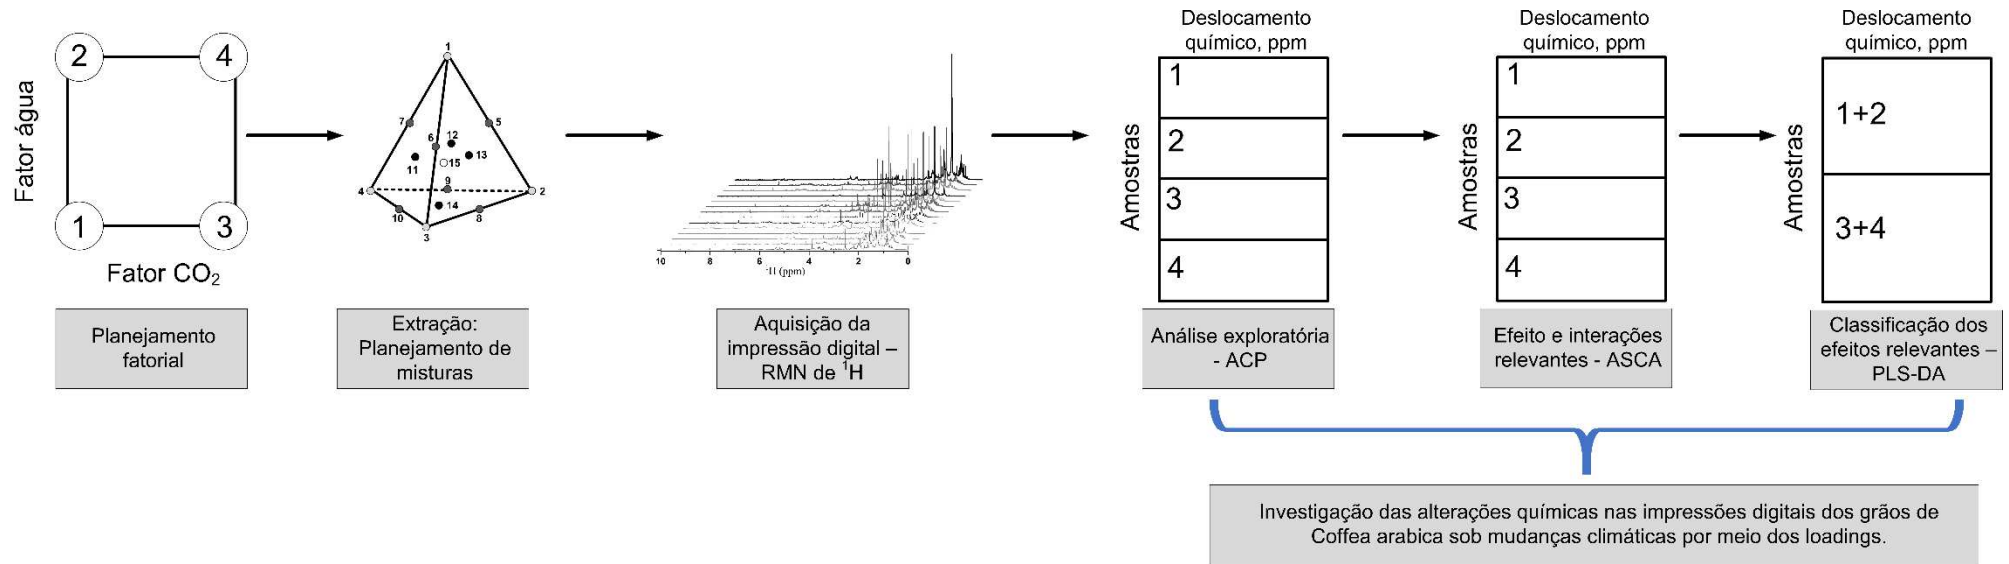 Fator água
2
4
1
3
Fator CO₂
Planejamento
fatorial
1
7
5
6
12
11
13
15
4
9
2
14
10
8
3
Extração:
Planejamento de
misturas
10
8
6
4
2
0
¹H (ppm)
Aquisição da
impressão digital –
RMN de ¹H
Deslocamento
químico, ppm
Amostras
1
2
3
4
Análise exploratória
- ACP
Deslocamento
químico, ppm
Amostras
1
2
3
4
Efeito e interações
relevantes - ASCA
Deslocamento
químico, ppm
Amostras
1+2
3+4
Classificação dos
efeitos relevantes –
PLS-DA
Investigação das alterações químicas nas impressões digitais dos grãos de
Coffea arabica sob mudanças climáticas por meio dos loadings.